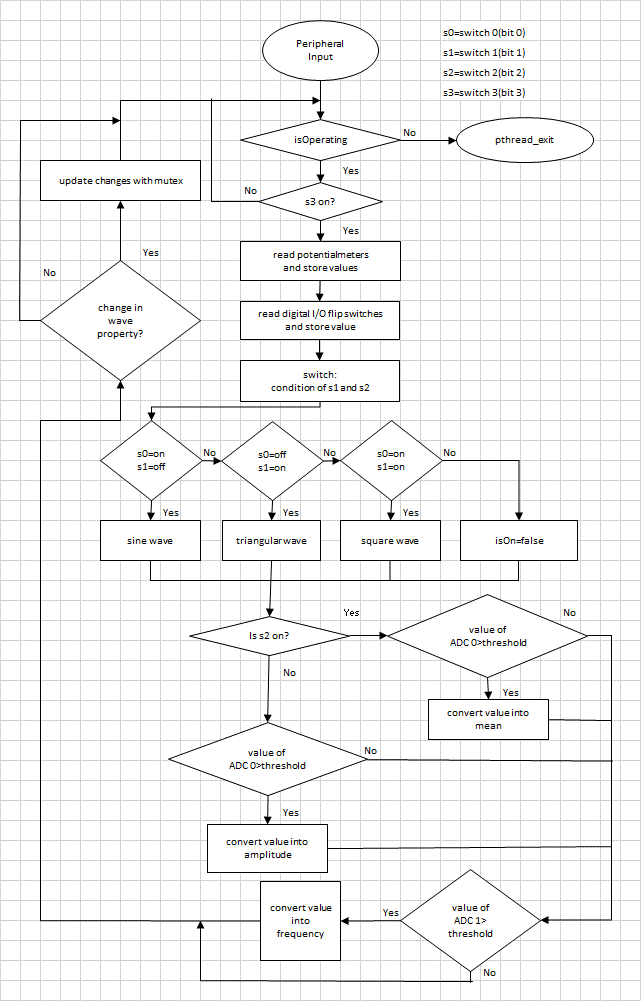 Peripheral
Input
s0=switch 0(bit 0)
s1=switch 1(bit 1)
s2=switch 2(bit 2)
s3=switch 3(bit 3)
isOperating
No
pthread_exit
Yes
update changes with mutex
No
s3 on?
Yes
read potentialmeters
and store values
Yes
No
change in
wave
property?
read digital I/O flip switches
and store value
switch:
condition of s1 and s2
s0=on
s1=off
No
s0=off
s1=on
No
s0=on
s1=on
No
Yes
Yes
Yes
sine wave
triangular wave
square wave
isOn=false
Is s2 on?
Yes
value of
ADC 0>threshold
No
No
Yes
convert value into
mean
value of
ADC 0>threshold
No
Yes
convert value into
amplitude
convert value
into
frequency
Yes
value of
ADC 1>
threshold
No